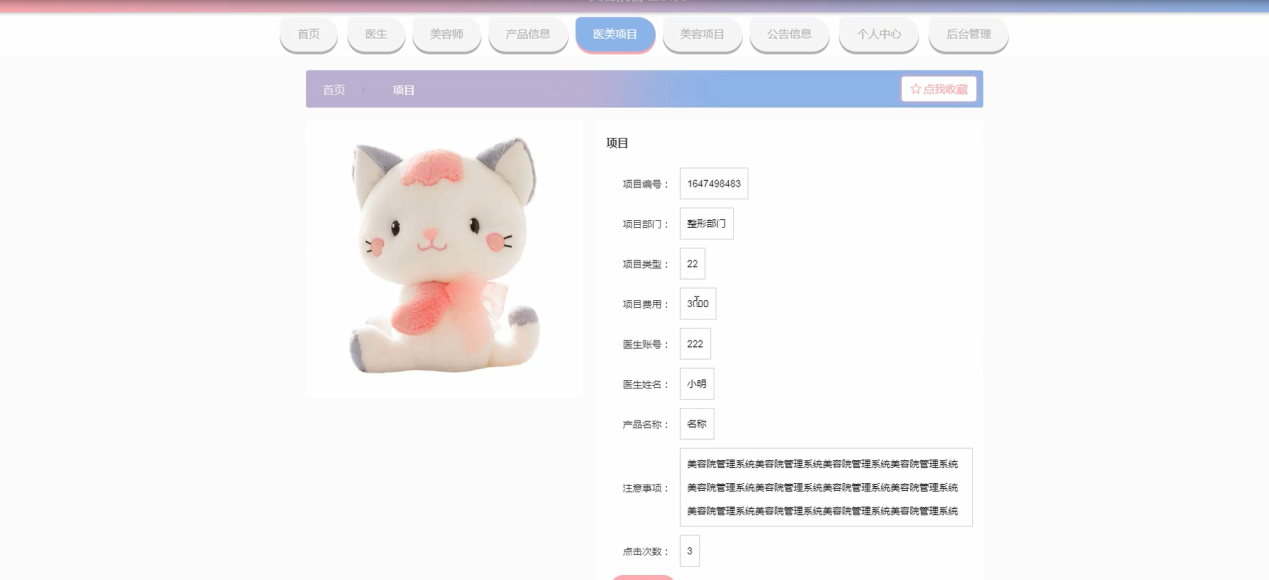 首页 医生 美容师 产品信息 医美项目 美容项目 公告信息 个人中心 后台管理
首页 / 项目 ☆点我收藏
项目
项目编号： 1647498483
项目部门： 整形部门
项目类型： 22
项目费用： 3000
医生账号： 222
医生姓名： 小明
产品名称： 名称
美容院管理系统美容院管理系统美容院管理系统美容院管理系统
注意事项： 美容院管理系统美容院管理系统美容院管理系统美容院管理系统
美容院管理系统美容院管理系统美容院管理系统美容院管理系统
点击次数： 3